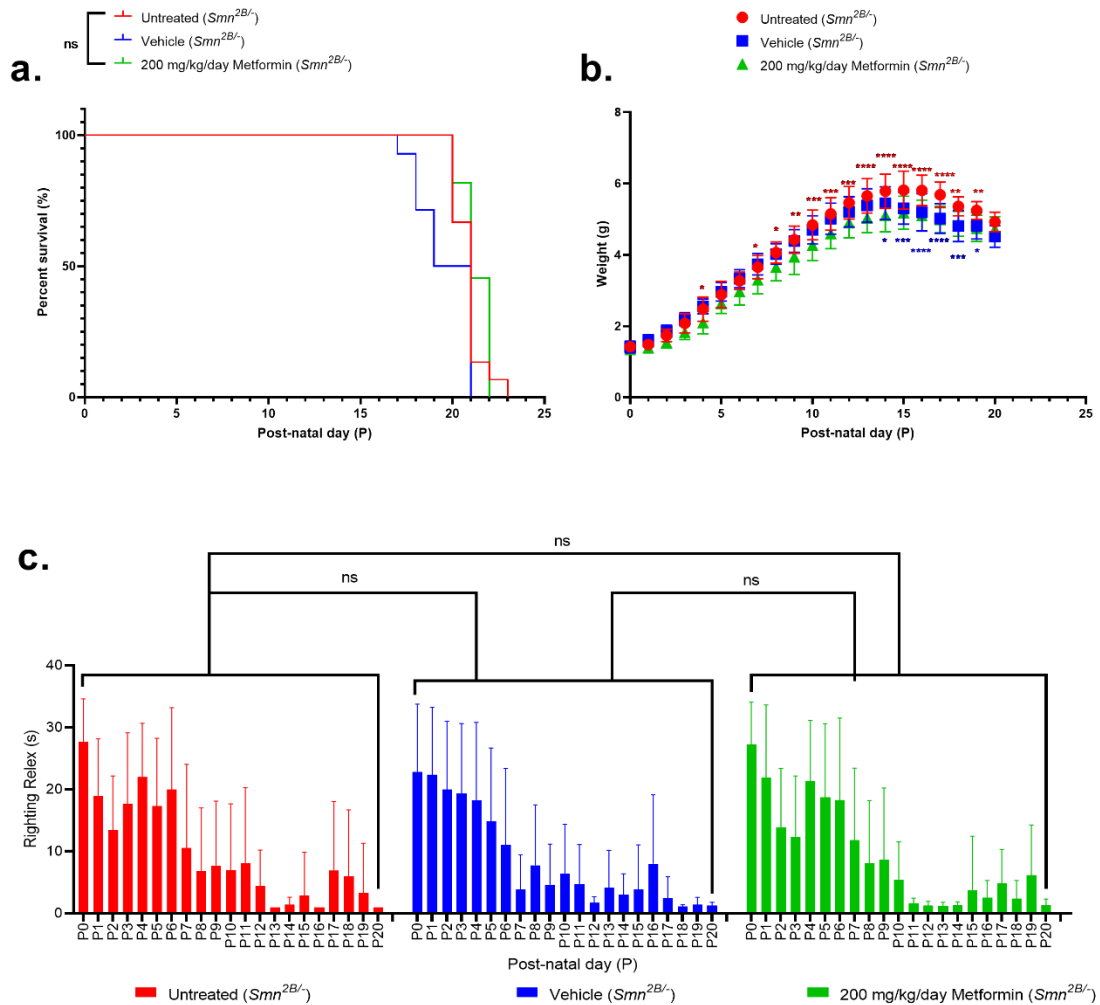 Untreated (Smn2B/-)
Vehicle (Smn2B/-)
200 mg/kg/day Metformin (Smn2B/-)
ns
a.
Percent survival (%)
100
50
0
0 5 10 15 20 25
Post-natal day (P)
Untreated (Smn2B/-)
Vehicle (Smn2B/-)
200 mg/kg/day Metformin (Smn2B/-)
b.
Weight (g)
8
6
4
2
0
* * * ** *** *** *** **** **** **** **** **** ** **
* *** **** **** *** *
0 5 10 15 20 25
Post-natal day (P)
c.
ns
ns
ns
Righting Relex (s)
40
30
20
10
0
P0 P1 P2 P3 P4 P5 P6 P7 P8 P9 P10 P11 P12 P13 P14 P15 P16 P17 P18 P19 P20
P0 P1 P2 P3 P4 P5 P6 P7 P8 P9 P10 P11 P12 P13 P14 P15 P16 P17 P18 P19 P20
P0 P1 P2 P3 P4 P5 P6 P7 P8 P9 P10 P11 P12 P13 P14 P15 P16 P17 P18 P19 P20
Post-natal day (P)
Untreated (Smn2B/-)
Vehicle (Smn2B/-)
200 mg/kg/day Metformin (Smn2B/-)